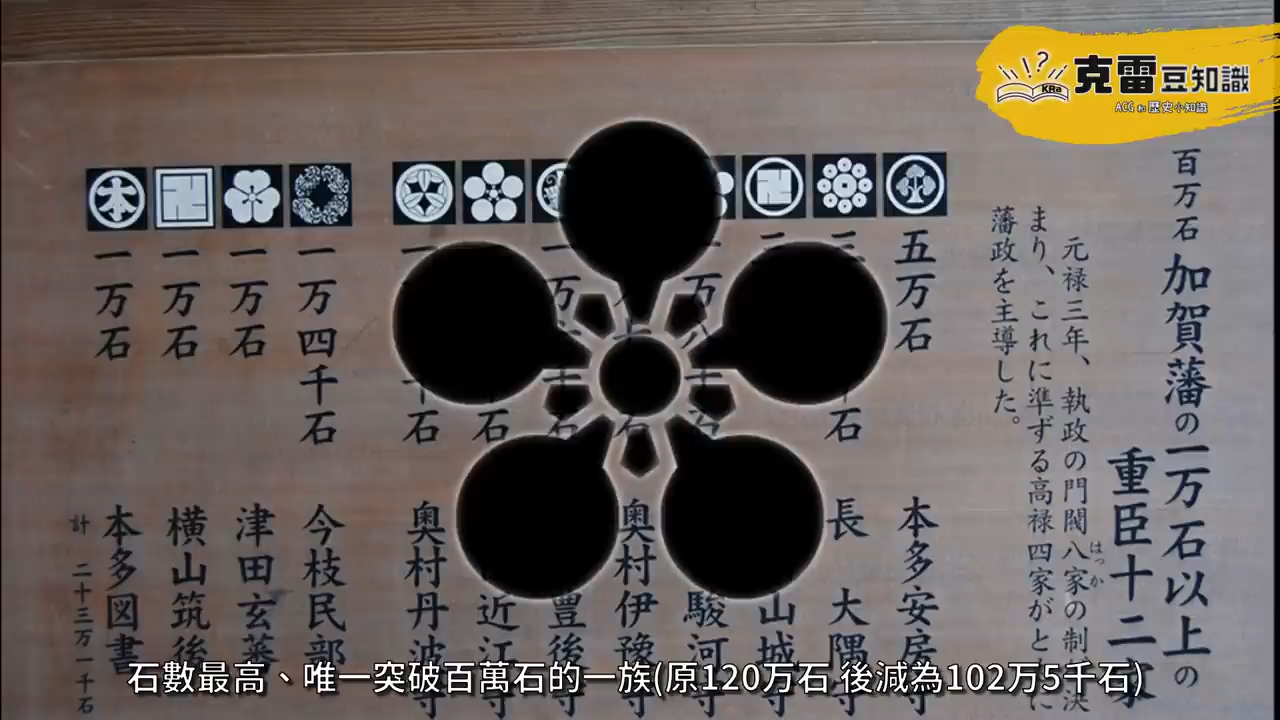 克雷豆知識
ACG和歷史小知識
KRa
百万石 加賀藩の一万石以上の
重臣十二家
元禄三年、執政の門閥八家の制
はっか
まり、これに準ずる高禄四家がと
藩政を主導した。
五万石
本多安房
長 大隅
山城
駿河
奥村伊豫
豊後
近江
奥村丹波
一万四千石
今枝民部
一万石
津田玄蕃
一万石
横山筑後
一万石
本多図書
計 二十三万一千石
石數最高、唯一突破百萬石的一族(原120万石 後減為102万5千石)